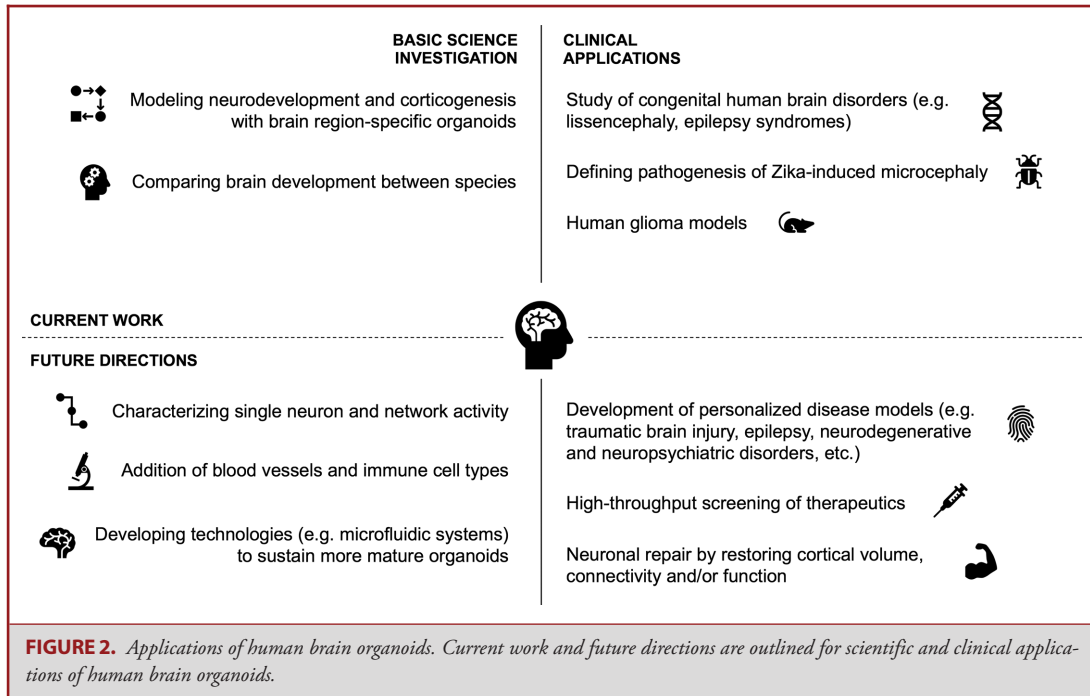 BASIC SCIENCE
INVESTIGATION
Modeling neurodevelopment and corticogenesis
with brain region-specific organoids
Comparing brain development between species
CLINICAL
APPLICATIONS
Study of congenital human brain disorders (e.g.
lissencephaly, epilepsy syndromes)
Defining pathogenesis of Zika-induced microcephaly
Human glioma models
CURRENT WORK
FUTURE DIRECTIONS
Characterizing single neuron and network activity
Addition of blood vessels and immune cell types
Developing technologies (e.g. microfluidic systems)
to sustain more mature organoids
Development of personalized disease models (e.g.
traumatic brain injury, epilepsy, neurodegenerative
and neuropsychiatric disorders, etc.)
High-throughput screening of therapeutics
Neuronal repair by restoring cortical volume,
connectivity and/or function
FIGURE 2. Applications of human brain organoids. Current work and future directions are outlined for scientific and clinical applica-
tions of human brain organoids.